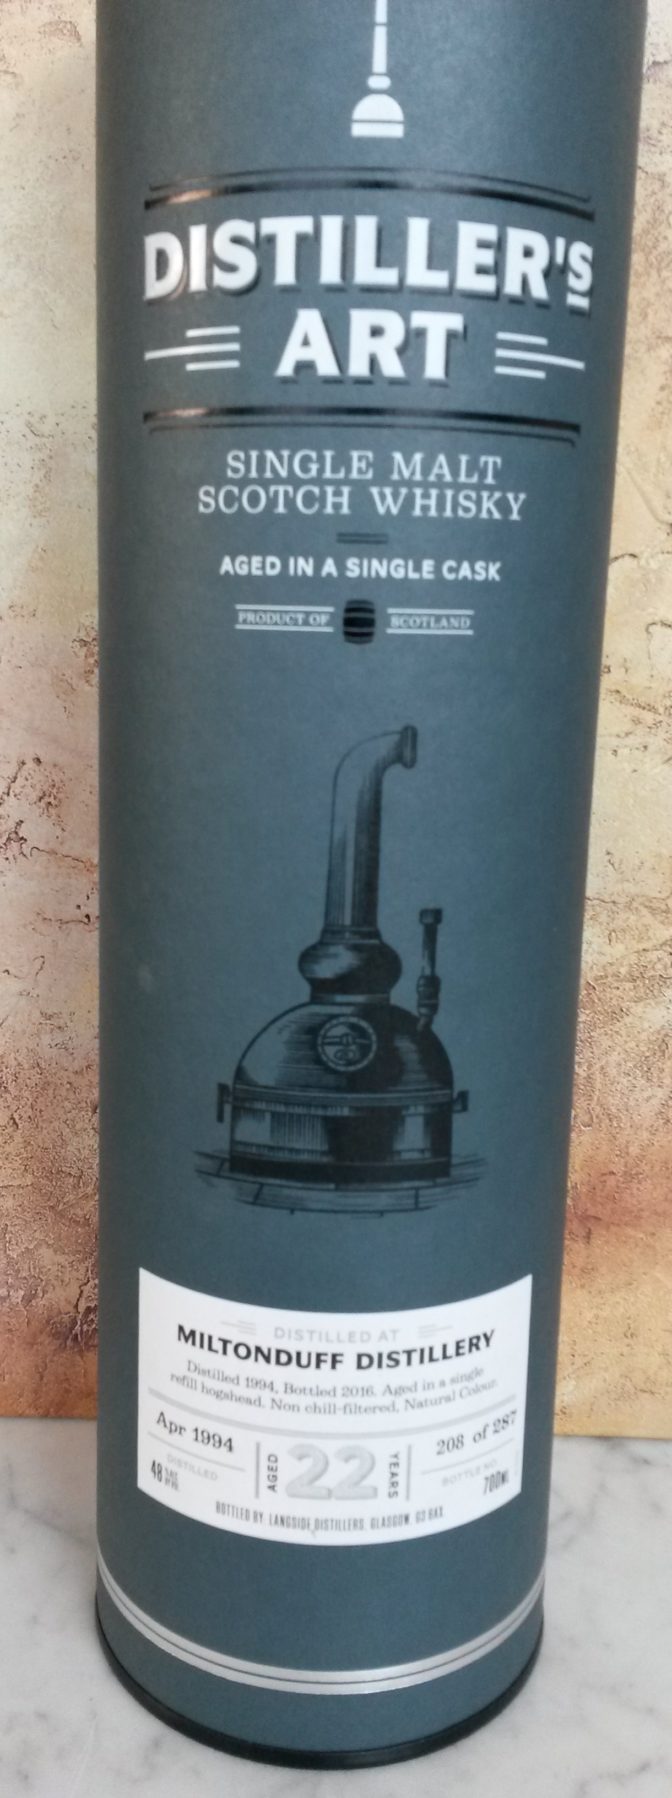 DISTILLER'S
ART
SINGLE MALT
SCOTCH WHISKY
AGED IN A SINGLE CASK
PRODUCT OF SCOTLAND
DISTILLED AT
MILTONDUFF DISTILLERY
Distilled 1994, Bottled 2016. Aged in a single
refill hogshead. Non chill-filtered, Natural Colour.
Apr 1994
DISTILLED
48
AGED 22 YEARS
208 of 287
BOTTLE NO.
700ML
BOTTLED BY: LANGSIDE DISTILLERS, GLASGOW, G3 6AX